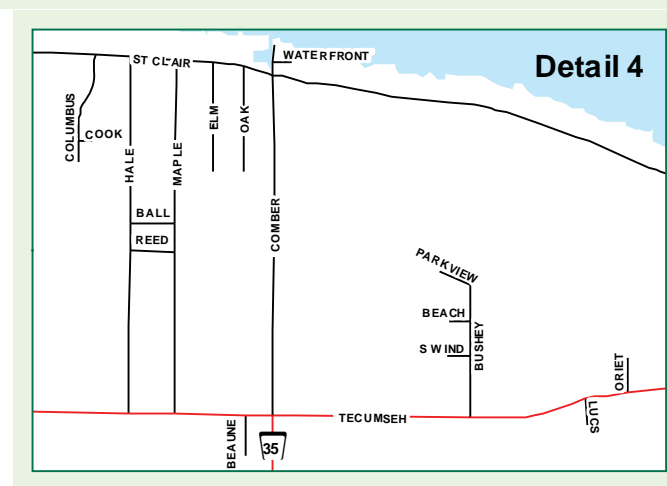 Detail 4
WATERFRONT
ST CLAIR
COLUMBUS
COOK
HALE
MAPLE
ELM
OAK
COMBER
BALL
REED
PARKVIEW
BEACH
SWIND
BUSHEY
ORIET
LUCS
TECUMSEH
BEAUNE
35